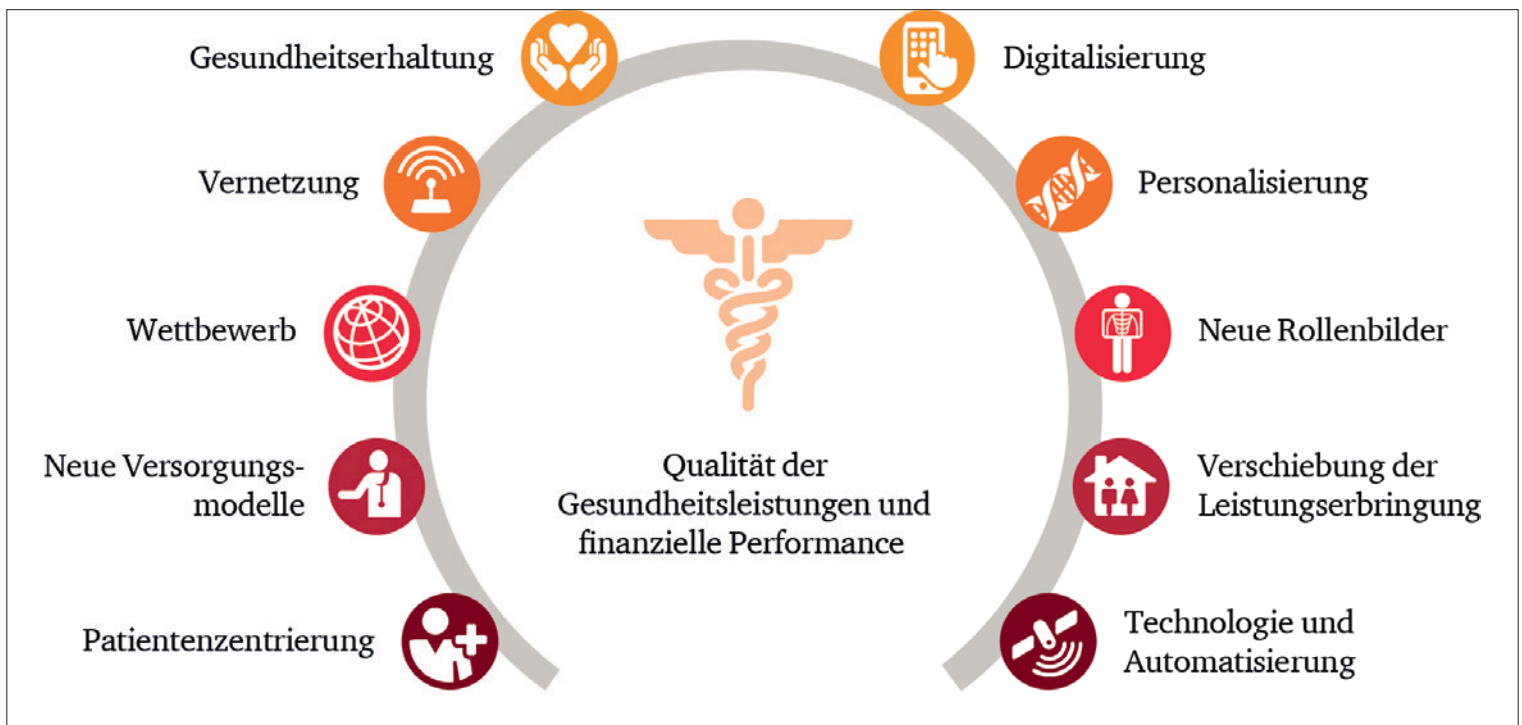 Gesundheitserhaltung
Digitalisierung
Vernetzung
Personalisierung
Wettbewerb
Neue Rollenbilder
Neue Versorgungs-
modelle
Qualität der
Gesundheitsleistungen und
finanzielle Performance
Verschiebung der
Leistungserbringung
Patientenzentrierung
Technologie und
Automatisierung